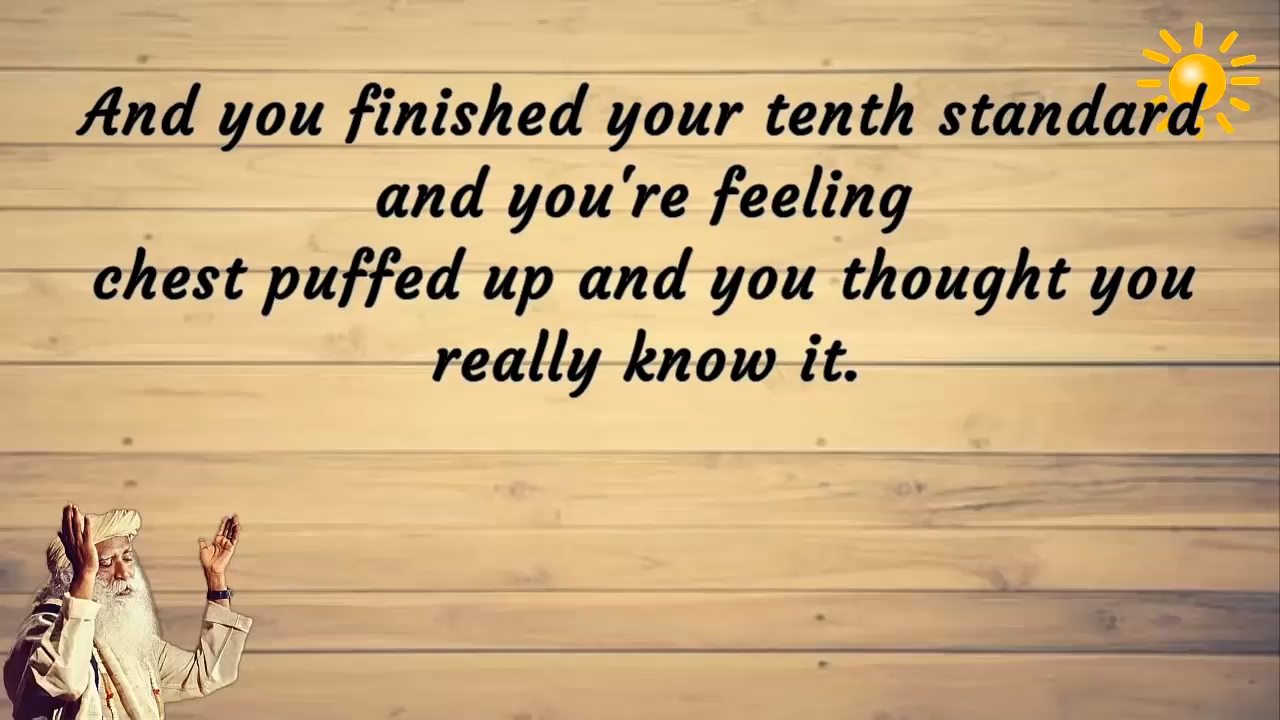 And you finished your tenth standard
and you're feeling
chest puffed up and you thought you
really know it.